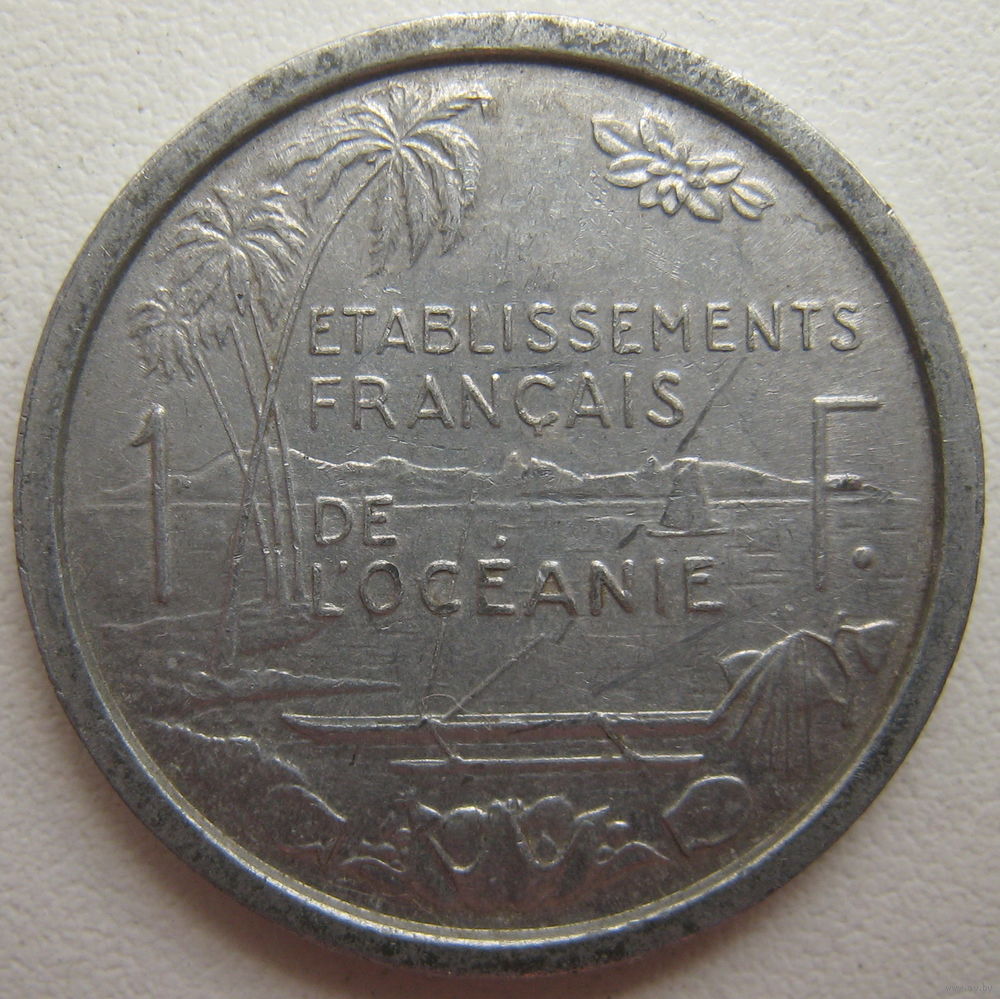 ETABLISSEMENTS
FRANÇAIS
1 F.
DE
L'OCÉANIE